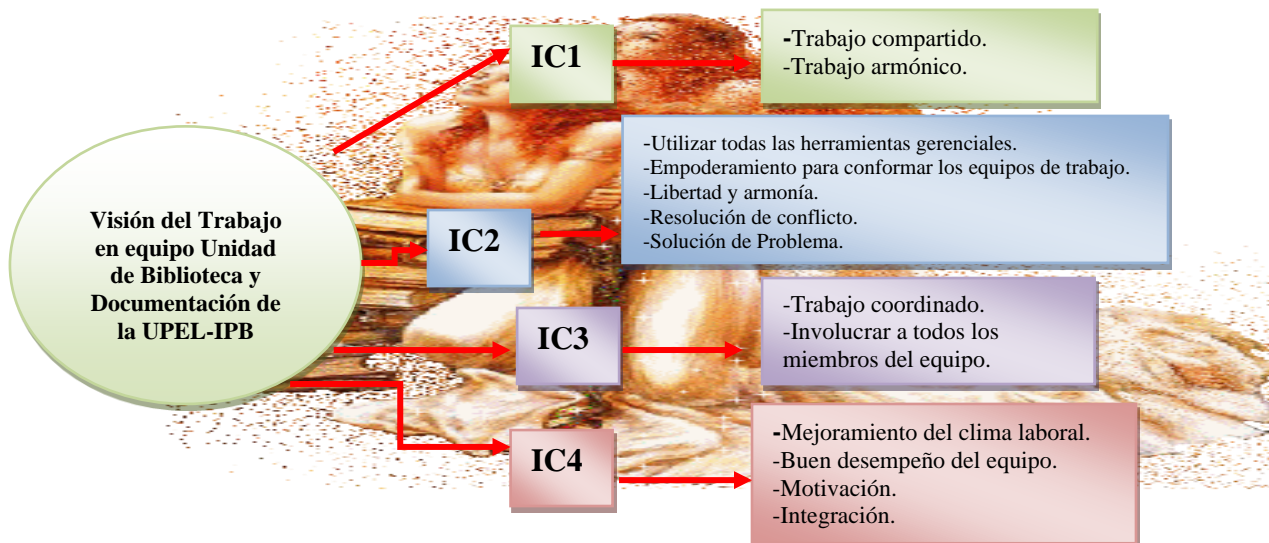 Visión del Trabajo
en equipo Unidad
de Biblioteca y
Documentación de
la UPEL-IPB
IC1
-Trabajo compartido.
-Trabajo armónico.
IC2
-Utilizar todas las herramientas gerenciales.
-Empoderamiento para conformar los equipos de trabajo.
-Libertad y armonía.
-Resolución de conflicto.
-Solución de Problema.
IC3
-Trabajo coordinado.
-Involucrar a todos los
miembros del equipo.
IC4
-Mejoramiento del clima laboral.
-Buen desempeño del equipo.
-Motivación.
-Integración.